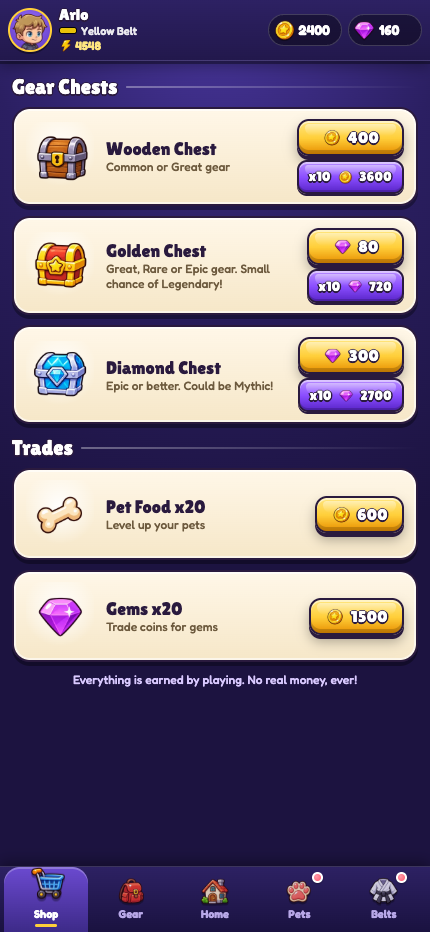 Arlo
Yellow Belt
4548
2400
160
Gear Chests
Wooden Chest
Common or Great gear
400
x10 3600
Golden Chest
Great, Rare or Epic gear. Small
chance of Legendary!
80
x10 720
Diamond Chest
Epic or better. Could be Mythic!
300
x10 2700
Trades
Pet Food x20
Level up your pets
600
Gems x20
Trade coins for gems
1500
Everything is earned by playing. No real money, ever!
Shop
Gear
Home
Pets
Belts